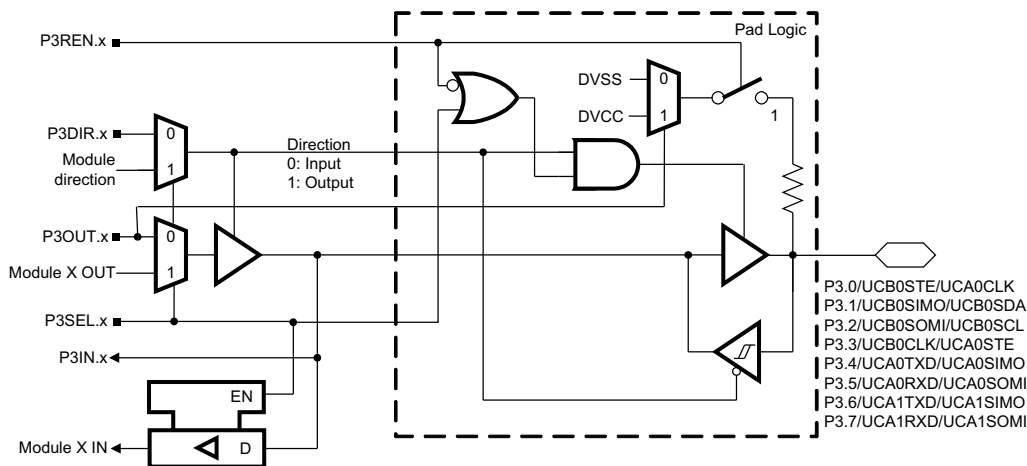 Pad Logic
P3REN.x
DVSS 0
DVCC 1
1
P3DIR.x 0
Module direction 1
Direction
0: Input
1: Output
P3OUT.x 0
Module X OUT 1
P3SEL.x
P3IN.x
EN
Module X IN D
P3.0/UCB0STE/UCA0CLK
P3.1/UCB0SIMO/UCB0SDA
P3.2/UCB0SOMI/UCB0SCL
P3.3/UCB0CLK/UCA0STE
P3.4/UCA0TXD/UCA0SIMO
P3.5/UCA0RXD/UCA0SOMI
P3.6/UCA1TXD/UCA1SIMO
P3.7/UCA1RXD/UCA1SOMI